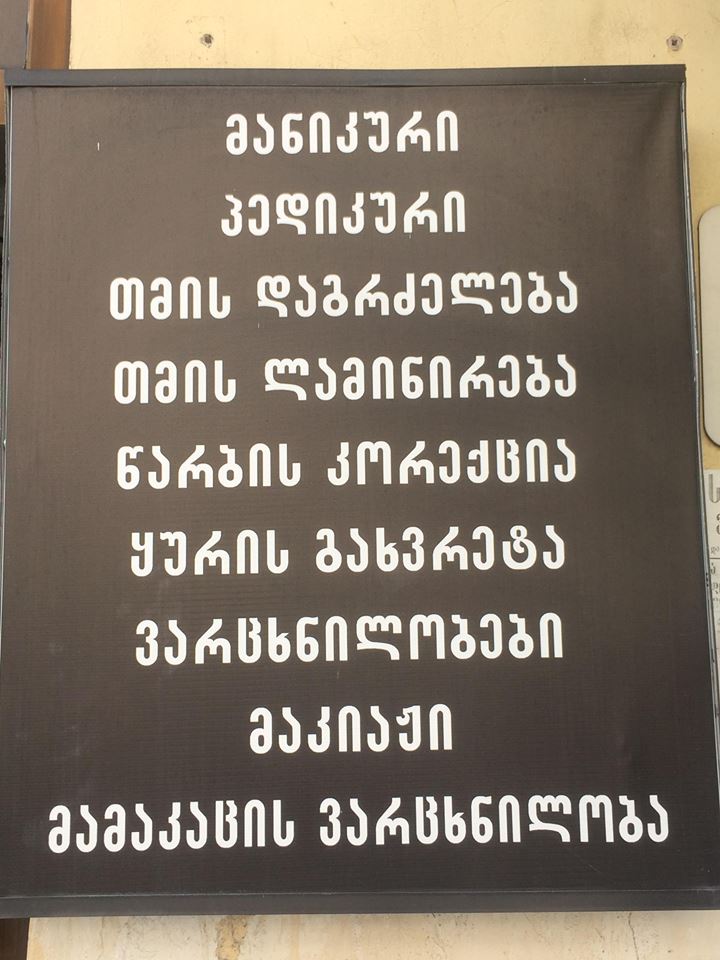 მანიკური
პედიკური
თმის დაგრძელება
თმის ლამინირება
წარბის კორექცია
ყურის გახვრეტა
ვარცხნილობები
მაკიაჟი
მამაკაცის ვარცხნილობა